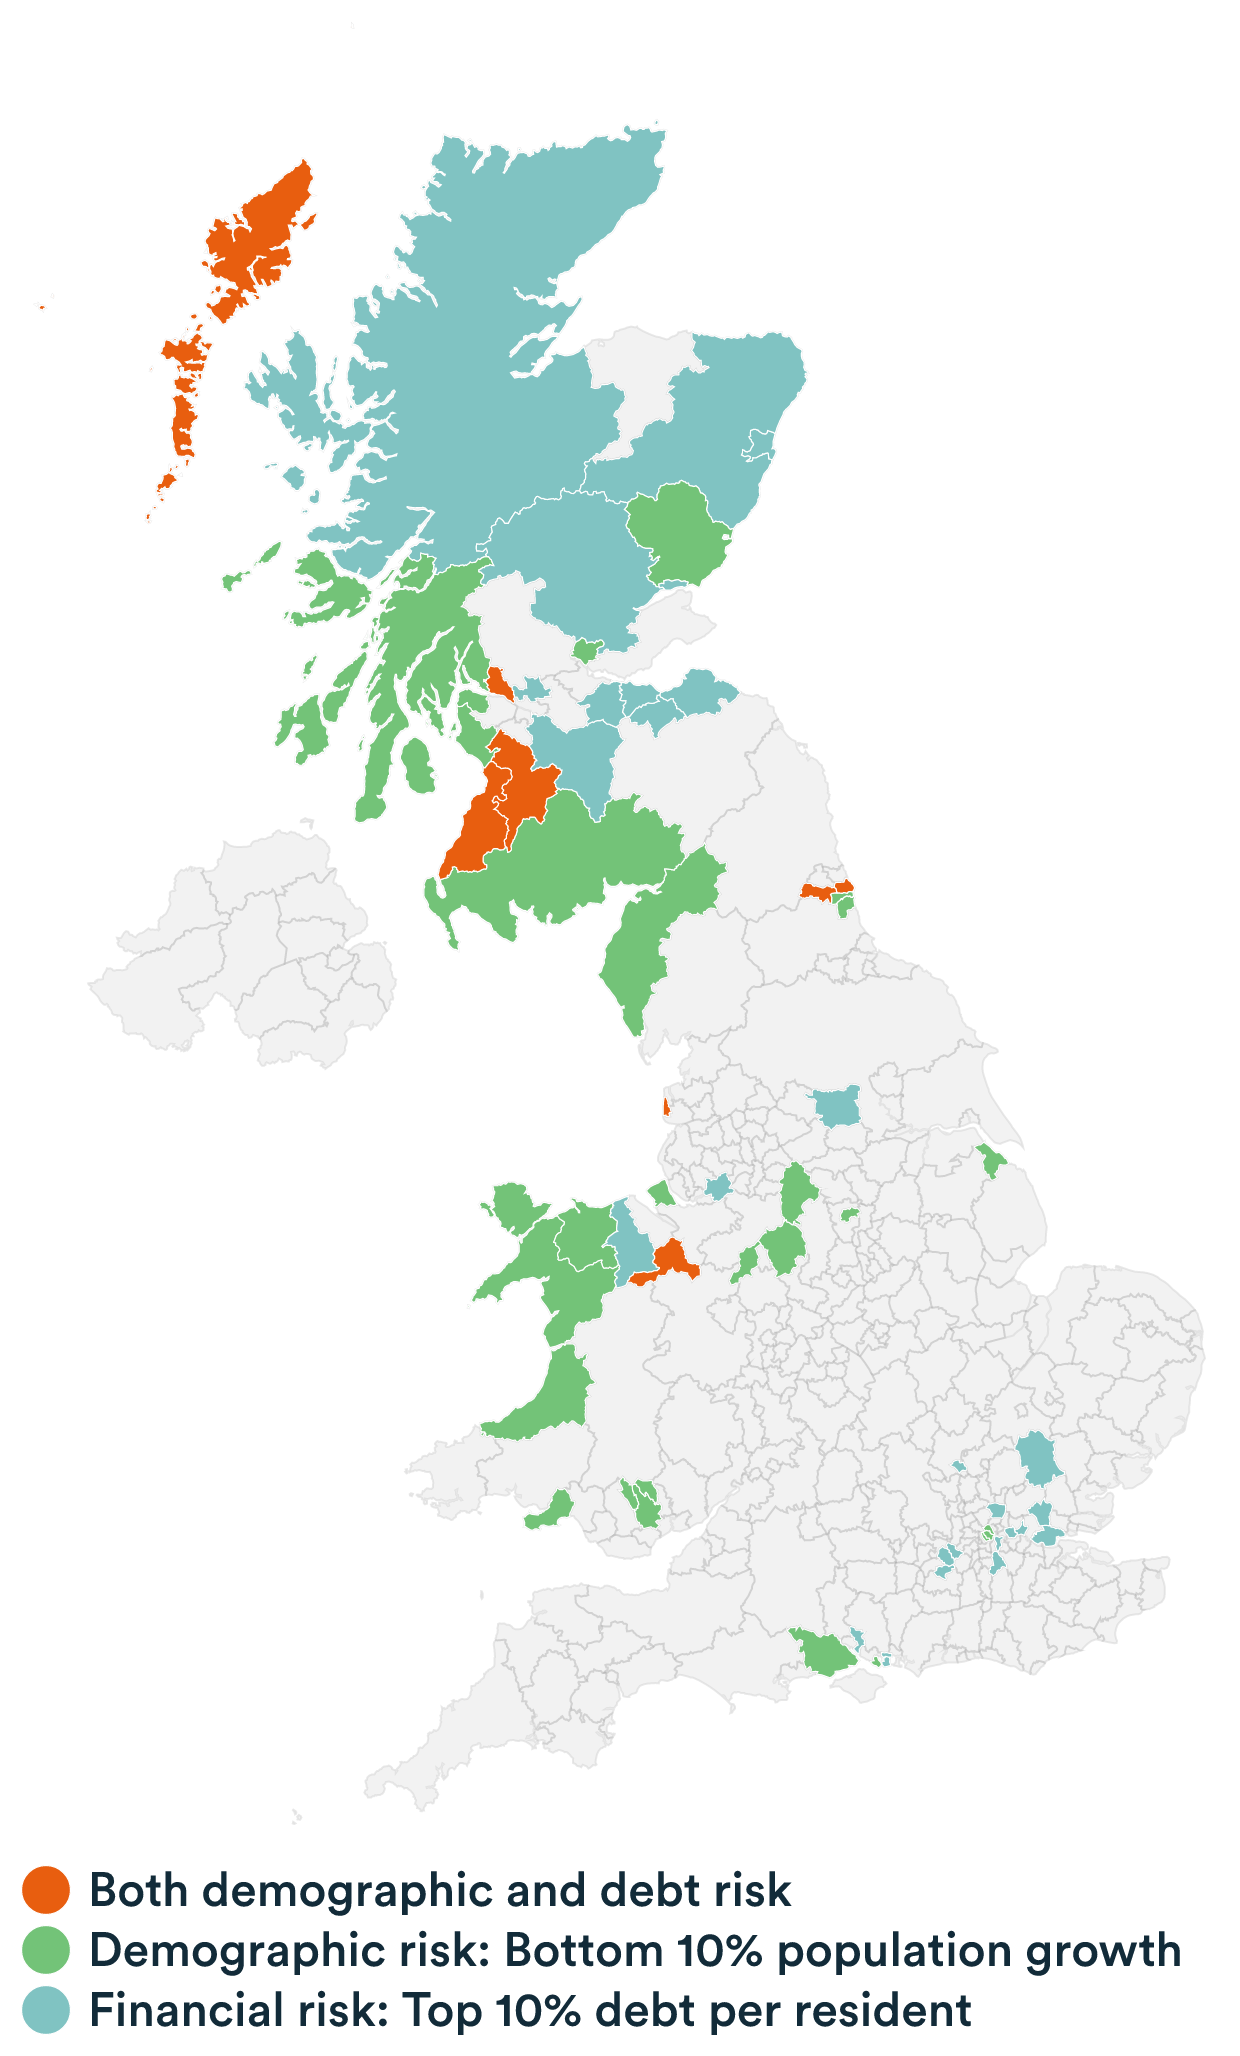 Both demographic and debt risk
Demographic risk: Bottom 10% population growth
Financial risk: Top 10% debt per resident